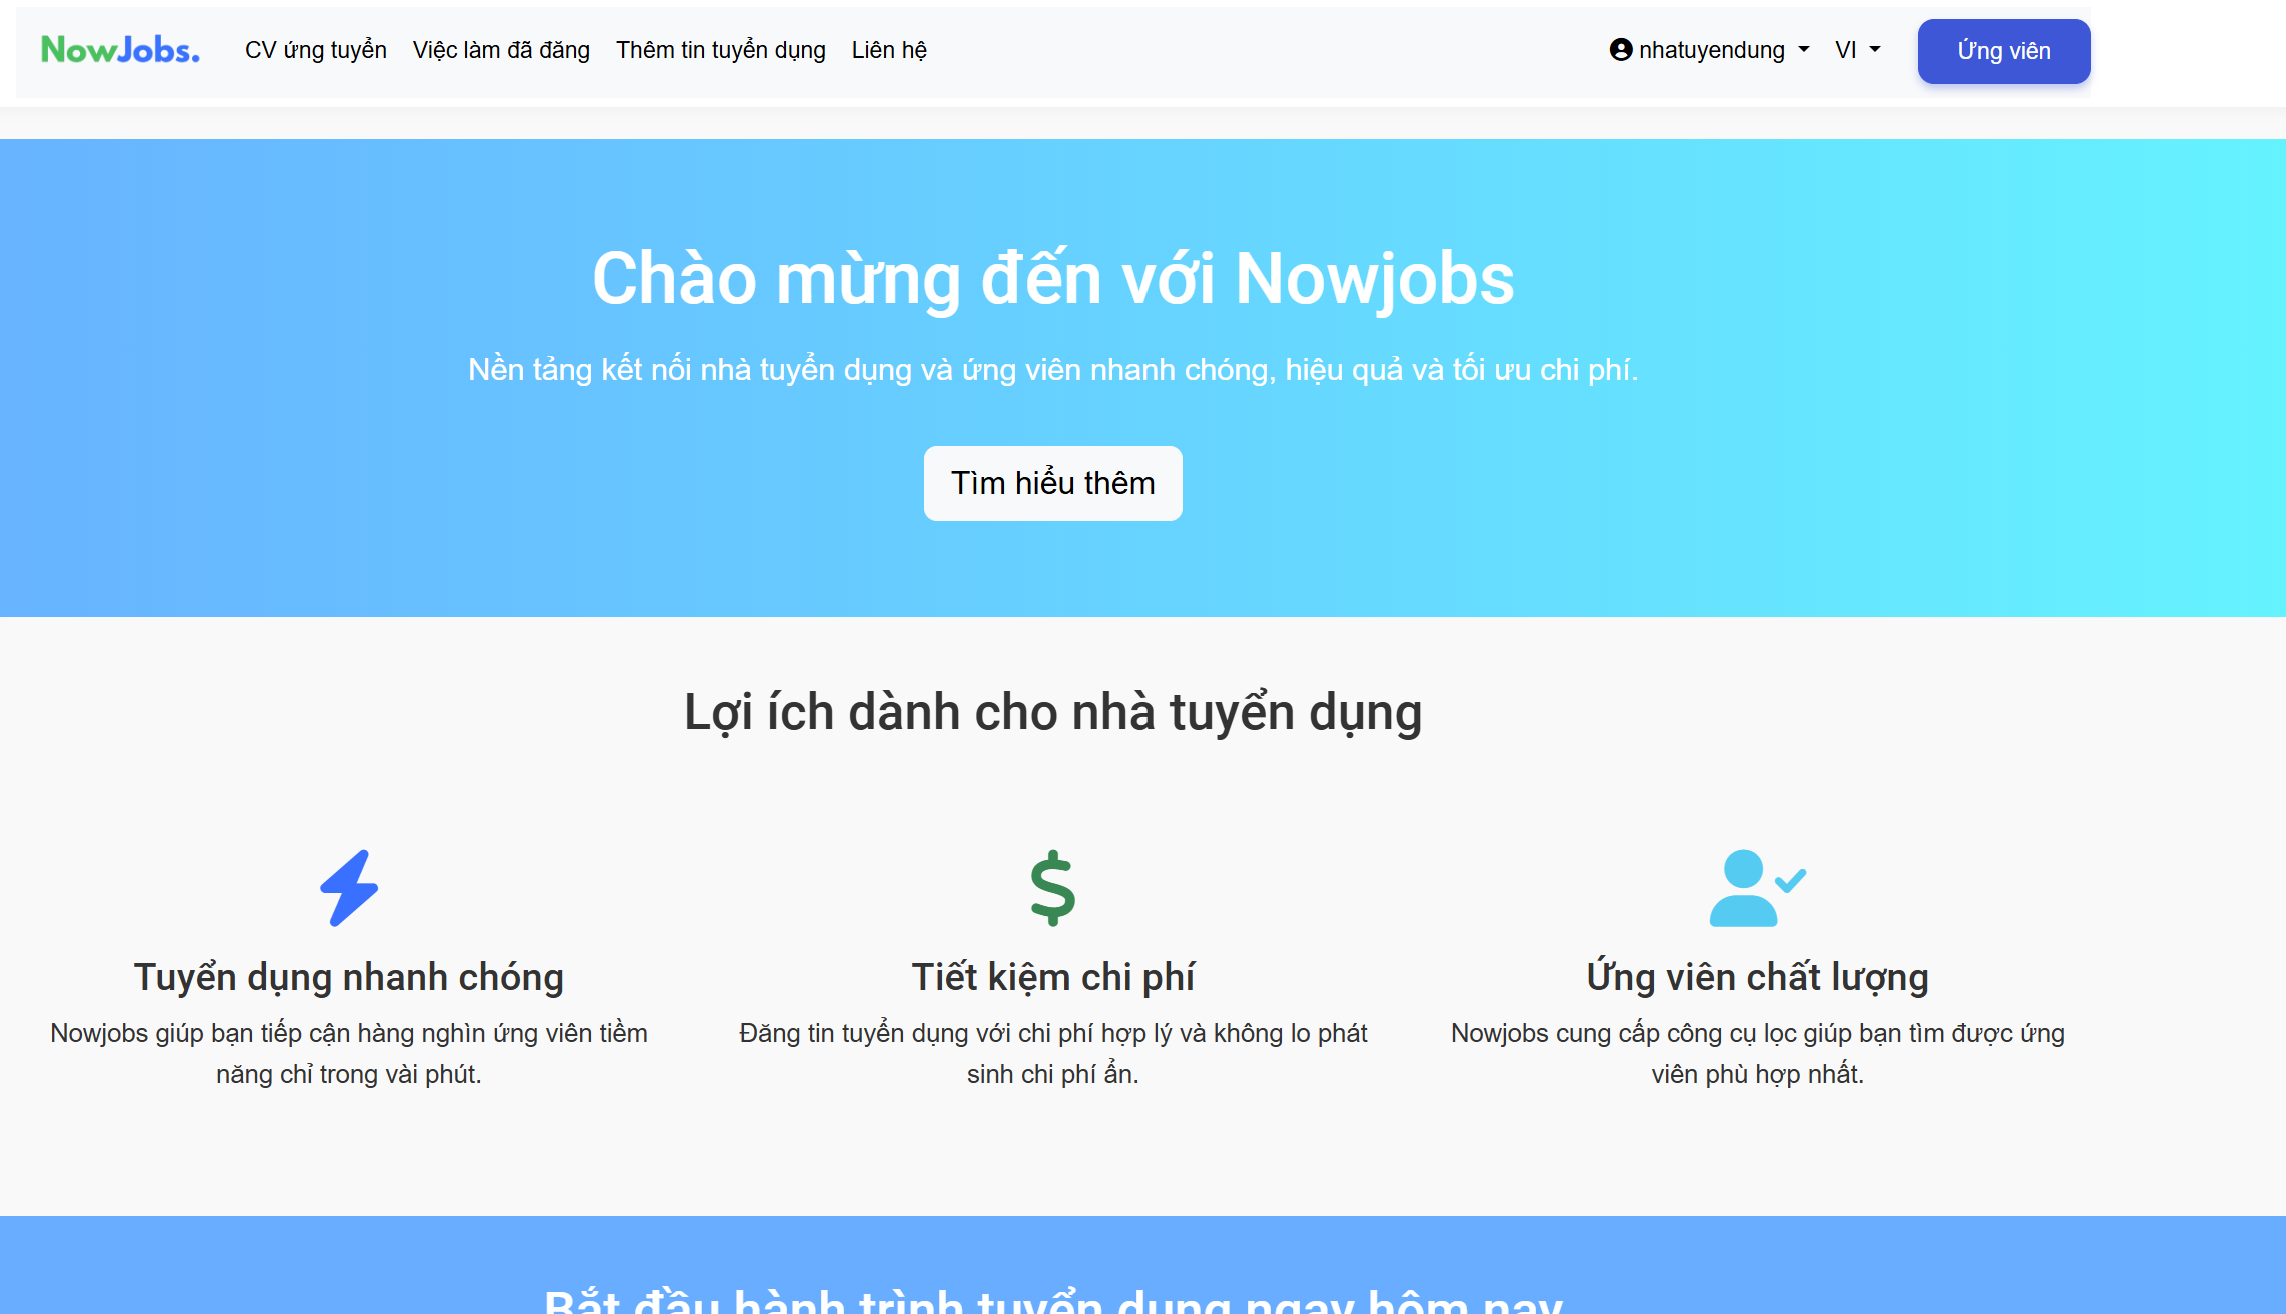 NowJobs. CV ứng tuyển Việc làm đã đăng Thêm tin tuyển dụng Liên hệ nhatuyendung VI Ứng viên
Chào mừng đến với Nowjobs
Nền tảng kết nối nhà tuyển dụng và ứng viên nhanh chóng, hiệu quả và tối ưu chi phí.
Tìm hiểu thêm
Lợi ích dành cho nhà tuyển dụng
Tuyển dụng nhanh chóng
Nowjobs giúp bạn tiếp cận hàng nghìn ứng viên tiềm
năng chỉ trong vài phút.
Tiết kiệm chi phí
Đăng tin tuyển dụng với chi phí hợp lý và không lo phát
sinh chi phí ẩn.
Ứng viên chất lượng
Nowjobs cung cấp công cụ lọc giúp bạn tìm được ứng
viên phù hợp nhất.
Bắt đầu hành trình tuyển dụng ngay hôm nay